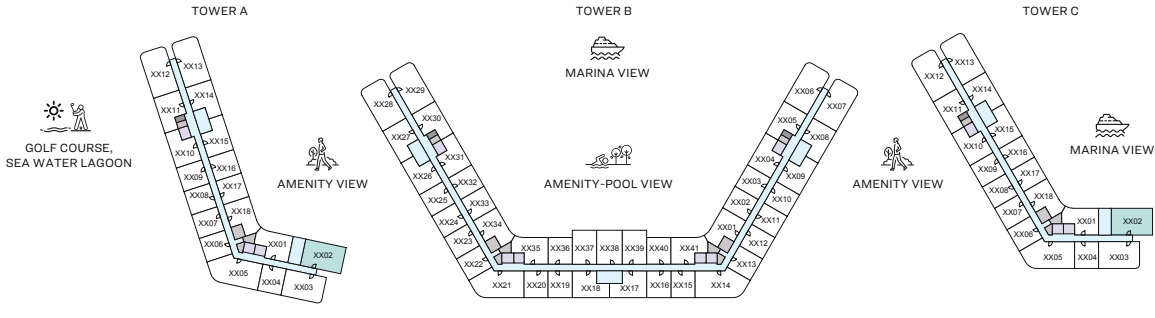 TOWER A
TOWER B
TOWER C
GOLF COURSE,
SEA WATER LAGOON
AMENITY VIEW
MARINA VIEW
AMENITY-POOL VIEW
AMENITY VIEW
MARINA VIEW
XX12
XX13
XX14
XX11
XX15
XX10
XX16
XX09
XX17
XX08
XX18
XX07
XX06
XX01
XX02
XX05
XX04
XX03
XX28
XX29
XX30
XX27
XX31
XX26
XX32
XX25
XX33
XX24
XX34
XX23
XX22
XX35
XX36
XX37
XX38
XX39
XX40
XX41
XX21
XX20
XX19
XX18
XX17
XX16
XX15
XX14
XX06
XX07
XX05
XX08
XX04
XX09
XX03
XX10
XX02
XX11
XX01
XX12
XX13
XX12
XX13
XX14
XX11
XX15
XX10
XX16
XX09
XX17
XX08
XX18
XX07
XX06
XX01
XX02
XX05
XX04
XX03